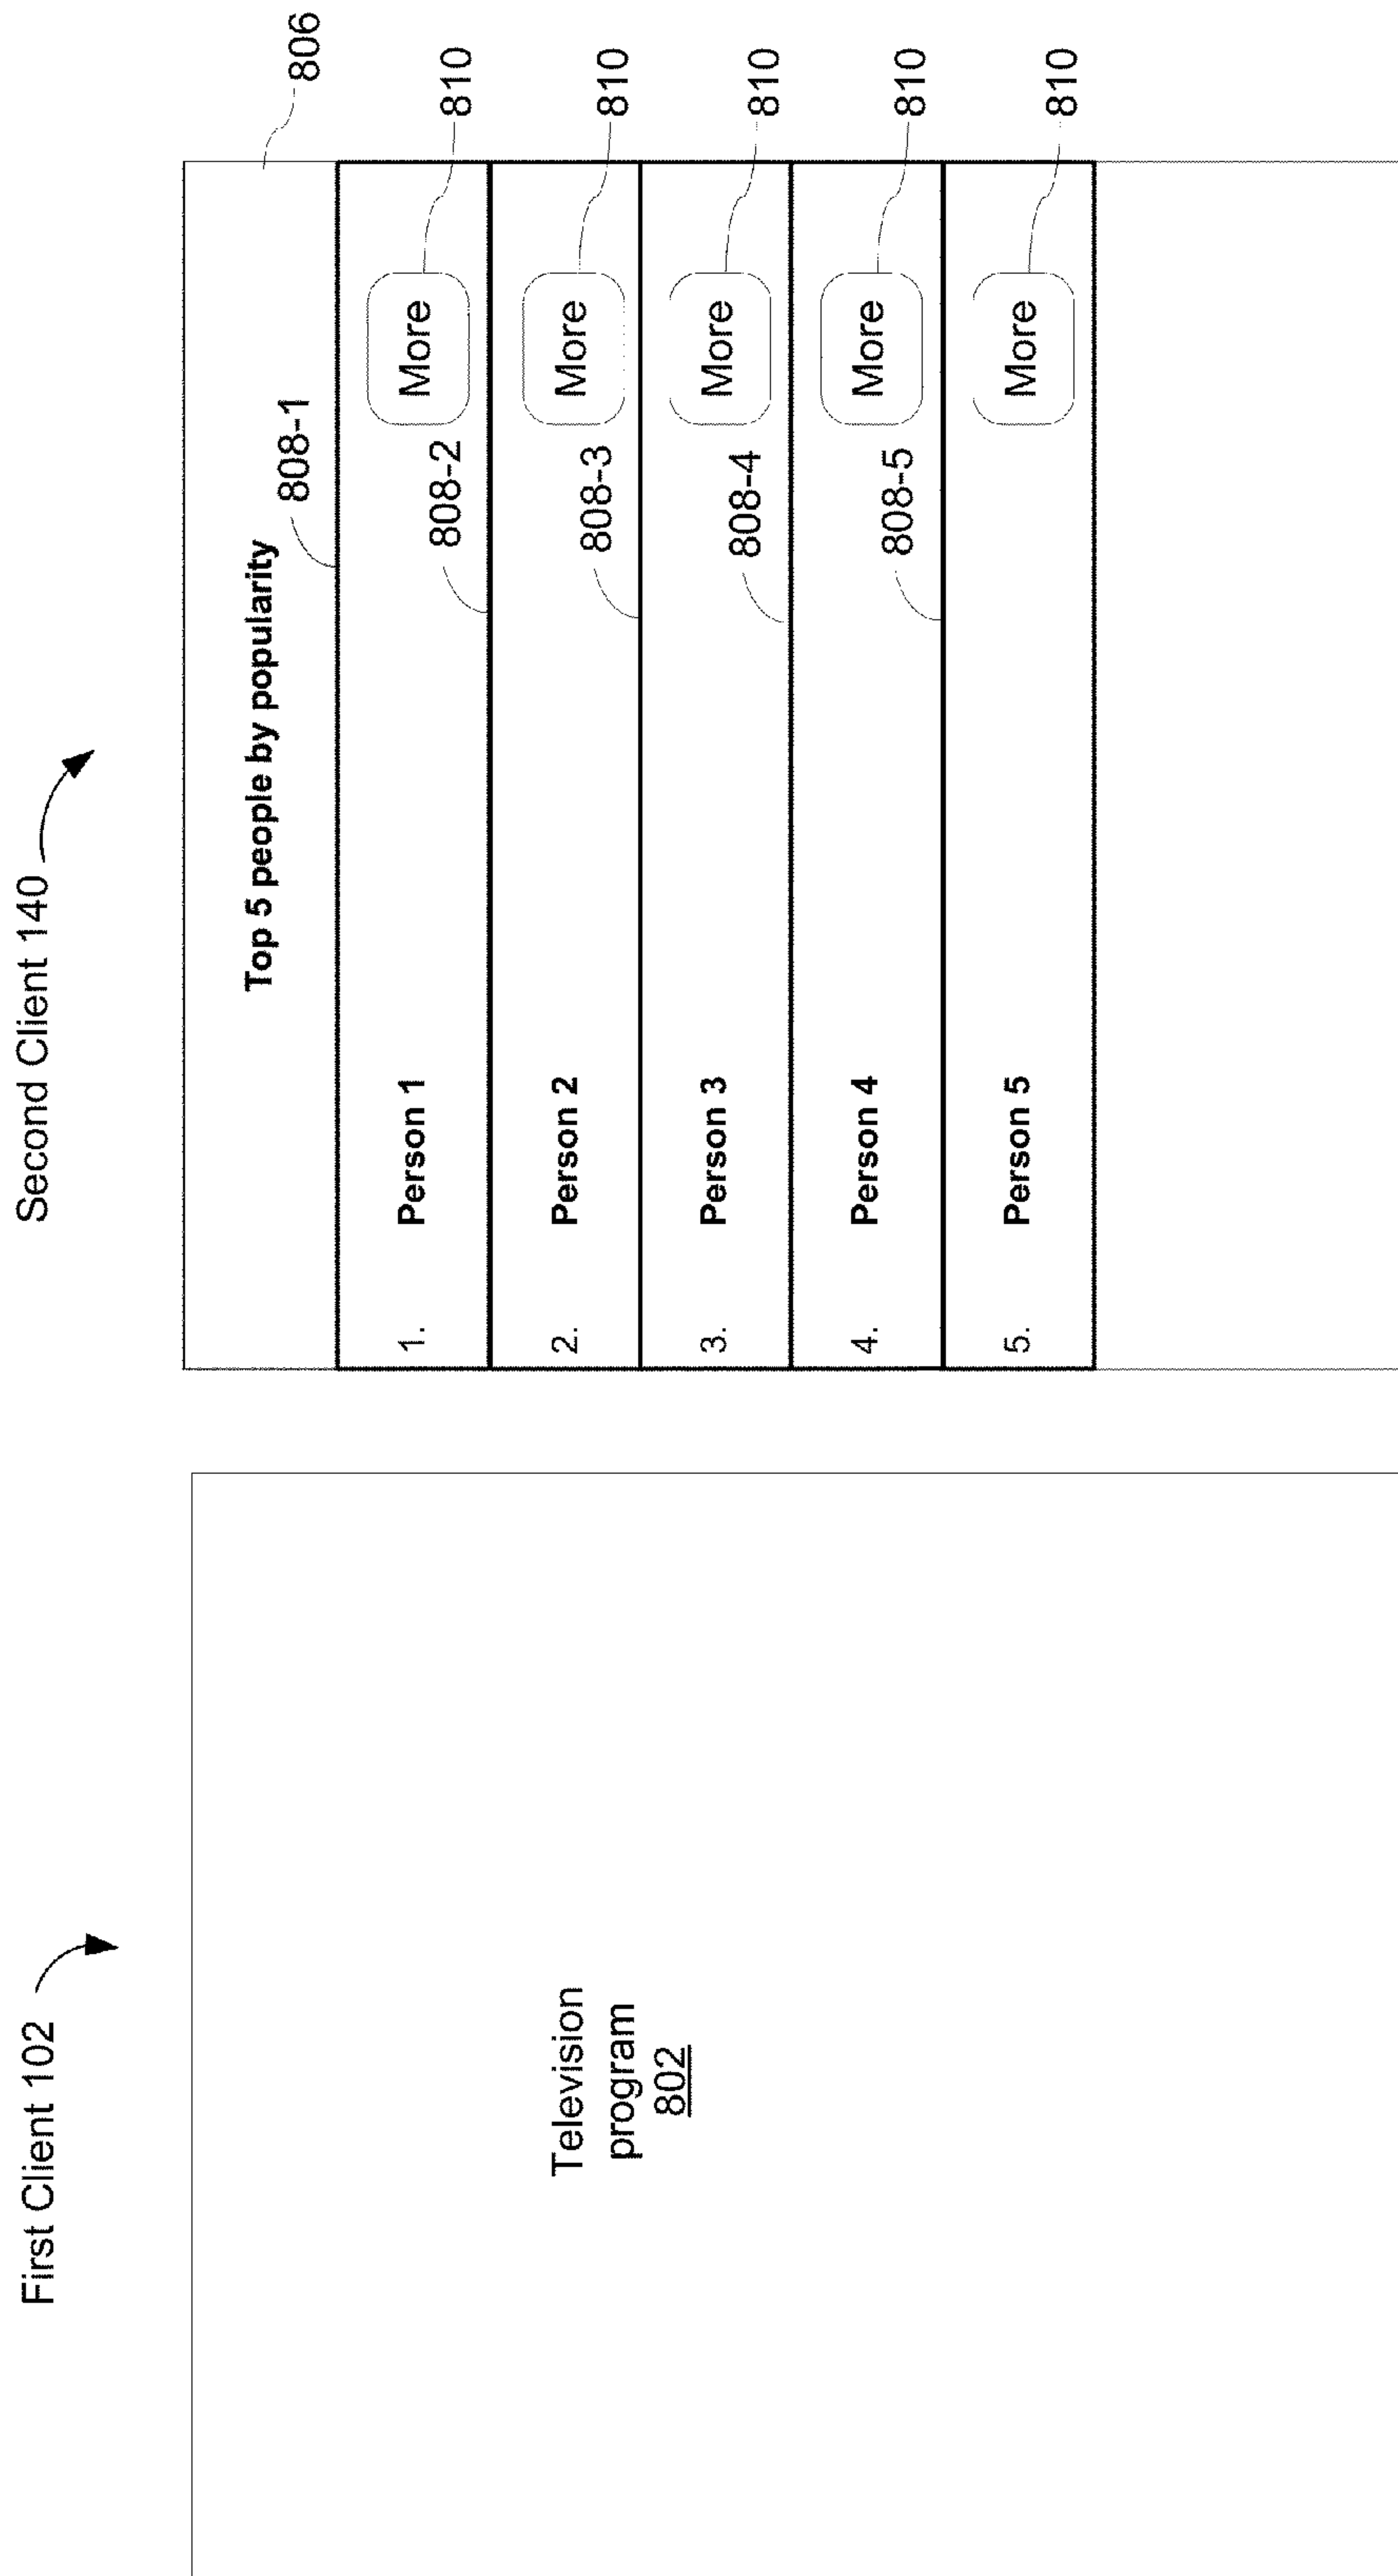 First Client 102
Television
program
802
Second Client 140
806
Top 5 people by popularity
808-1
1. Person 1 More 810
808-2
2. Person 2 More 810
808-3
3. Person 3 More 810
808-4
4. Person 4 More 810
808-5
5. Person 5 More 810